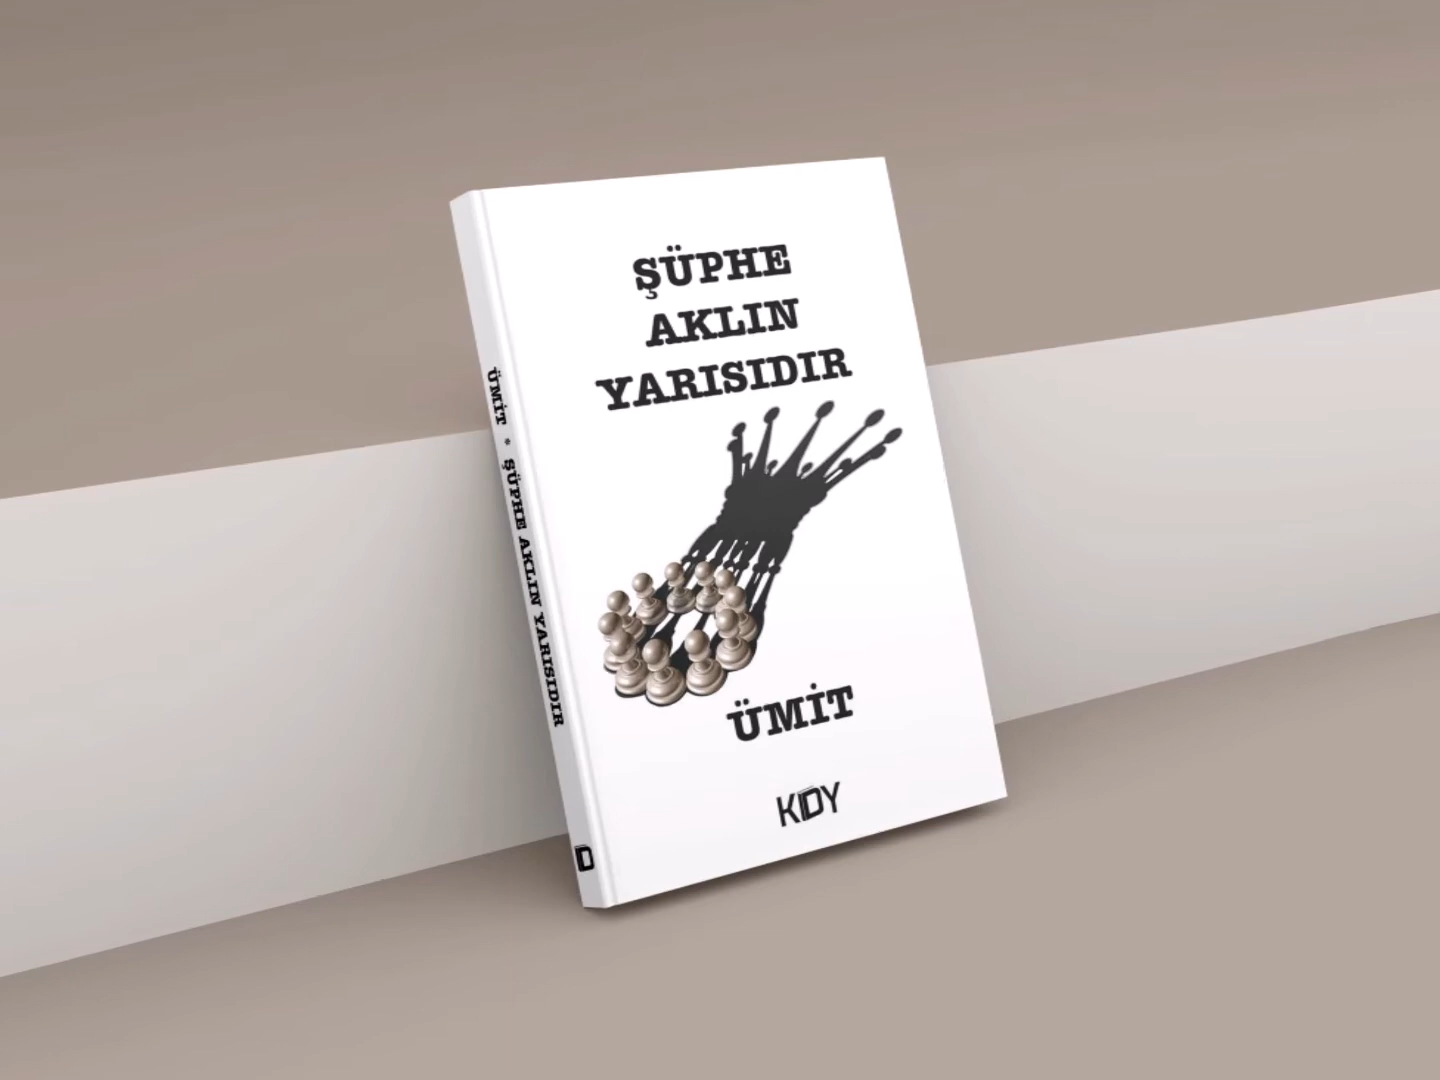 ŞÜPHE
AKLIN
YARISIDIR
ÜMİT
KDY
ÜMİT * ŞÜPHE AKLIN YARISIDIR
D